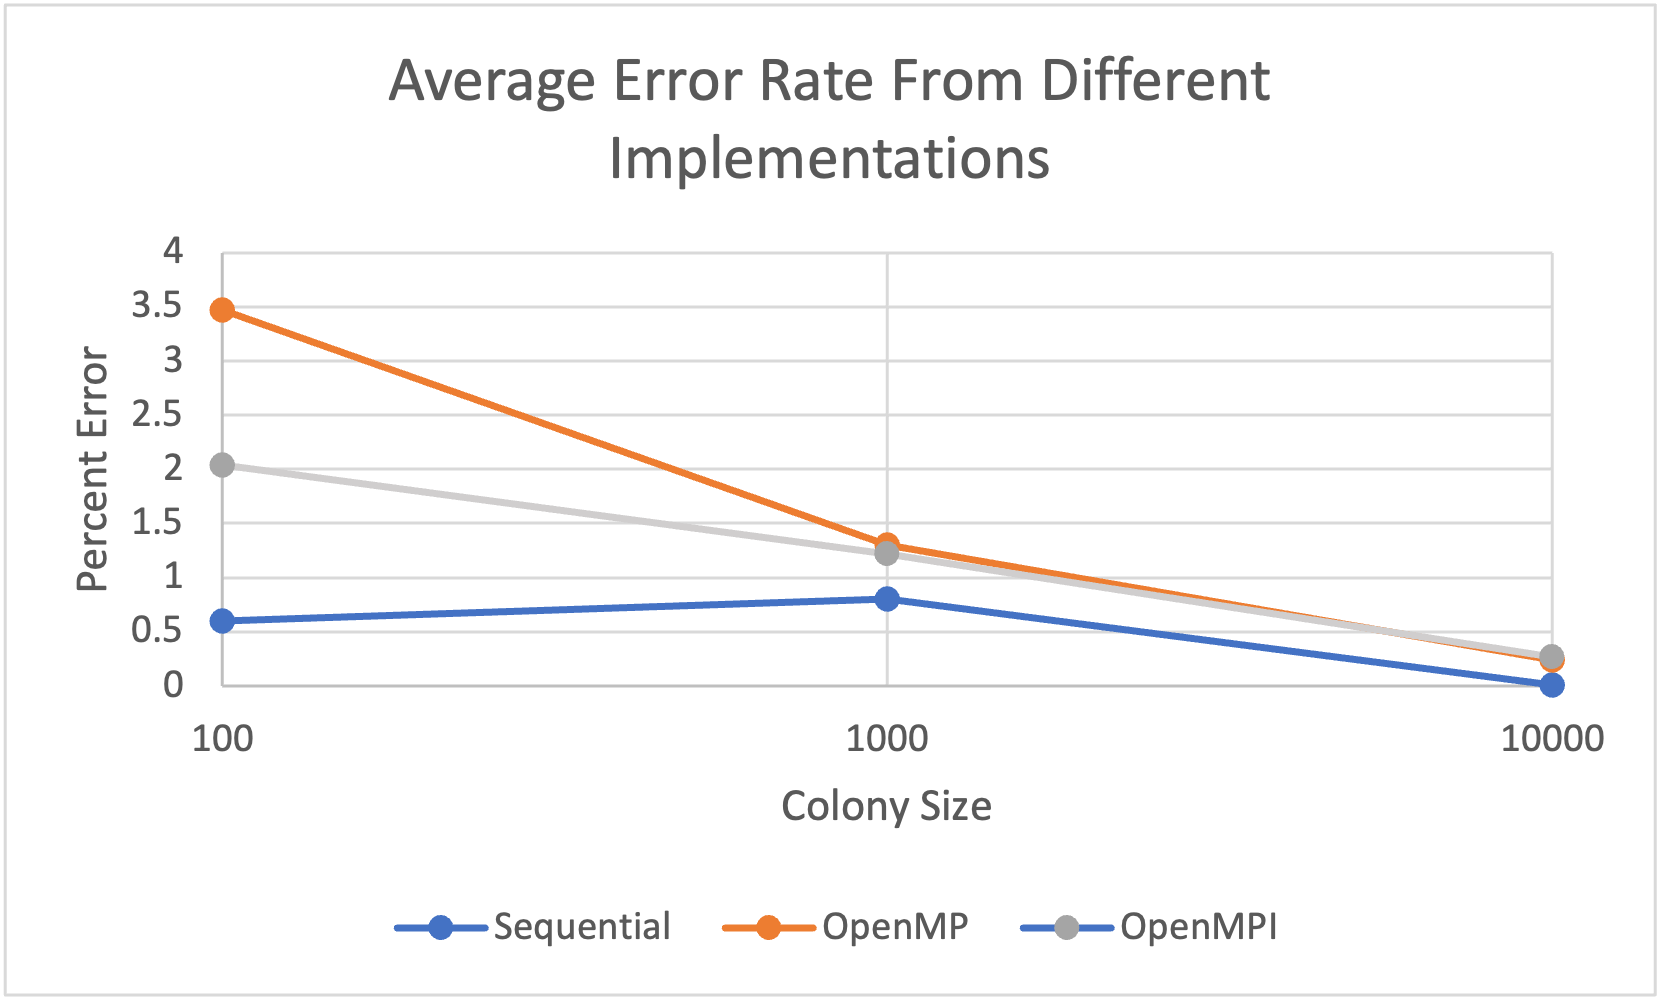 Average Error Rate From Different
Implementations
4
3.5
3
2.5
2
1.5
1
0.5
0
Percent Error
100 1000 10000
Colony Size
Sequential OpenMP OpenMPI